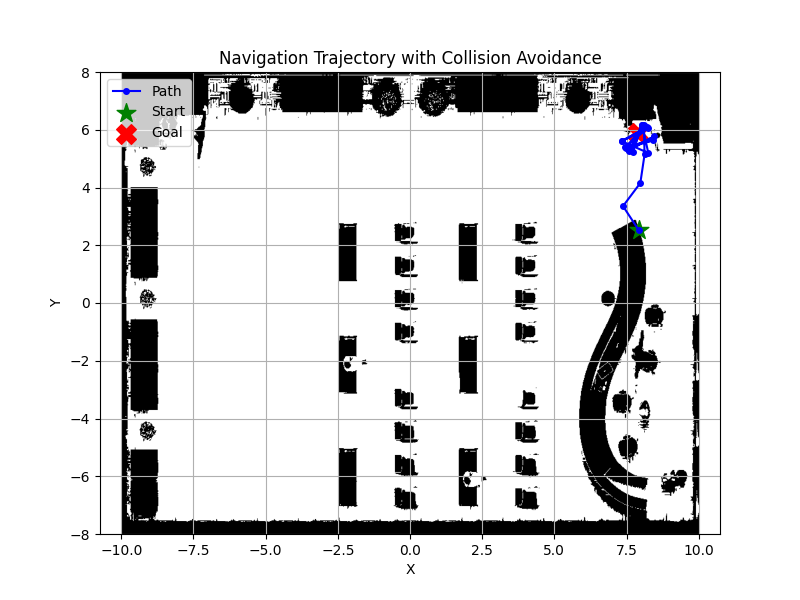 Navigation Trajectory with Collision Avoidance
Path
Start
Goal
8
6
4
2
0
−2
−4
−6
−8
Y
−10.0 −7.5 −5.0 −2.5 0.0 2.5 5.0 7.5 10.0
X